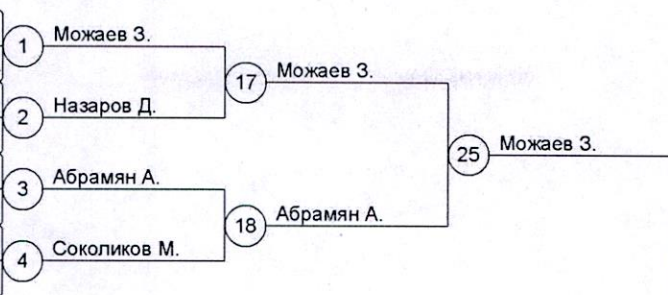 1 Можаев З.
2 Назаров Д.
17 Можаев З.
3 Абрамян А.
4 Соколиков М.
18 Абрамян А.
25 Можаев З.